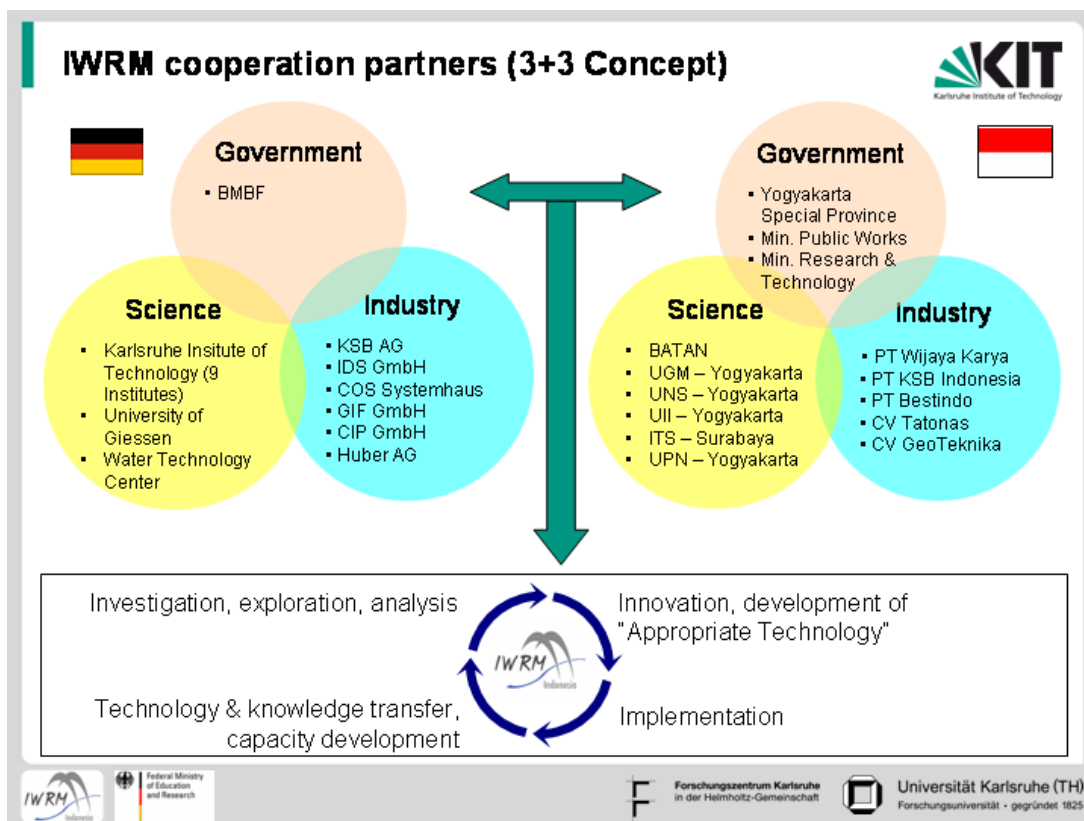 IWRM cooperation partners (3+3 Concept)
KIT
Karlsruhe Institute of Technology
Government
▪ BMBF
Science
▪ Karlsruhe Insitute of
Technology (9
Institutes)
▪ University of
Giessen
▪ Water Technology
Center
Industry
▪ KSB AG
▪ IDS GmbH
▪ COS Systemhaus
▪ GIF GmbH
▪ CIP GmbH
▪ Huber AG
Government
▪ Yogyakarta
Special Province
▪ Min. Public Works
▪ Min. Research &
Technology
Science
▪ BATAN
▪ UGM – Yogyakarta
▪ UNS – Yogyakarta
▪ UII – Yogyakarta
▪ ITS – Surabaya
▪ UPN – Yogyakarta
Industry
▪ PT Wijaya Karya
▪ PT KSB Indonesia
▪ PT Bestindo
▪ CV Tatonas
▪ CV GeoTeknika
Investigation, exploration, analysis
Innovation, development of
"Appropriate Technology"
IWRM
Indonesia
Technology & knowledge transfer,
capacity development
Implementation
IWRM
Indonesia
Federal Ministry
of Education
and Research
Forschungszentrum Karlsruhe
in der Helmholtz-Gemeinschaft
Universität Karlsruhe (TH)
Forschungsuniversität • gegründet 1825